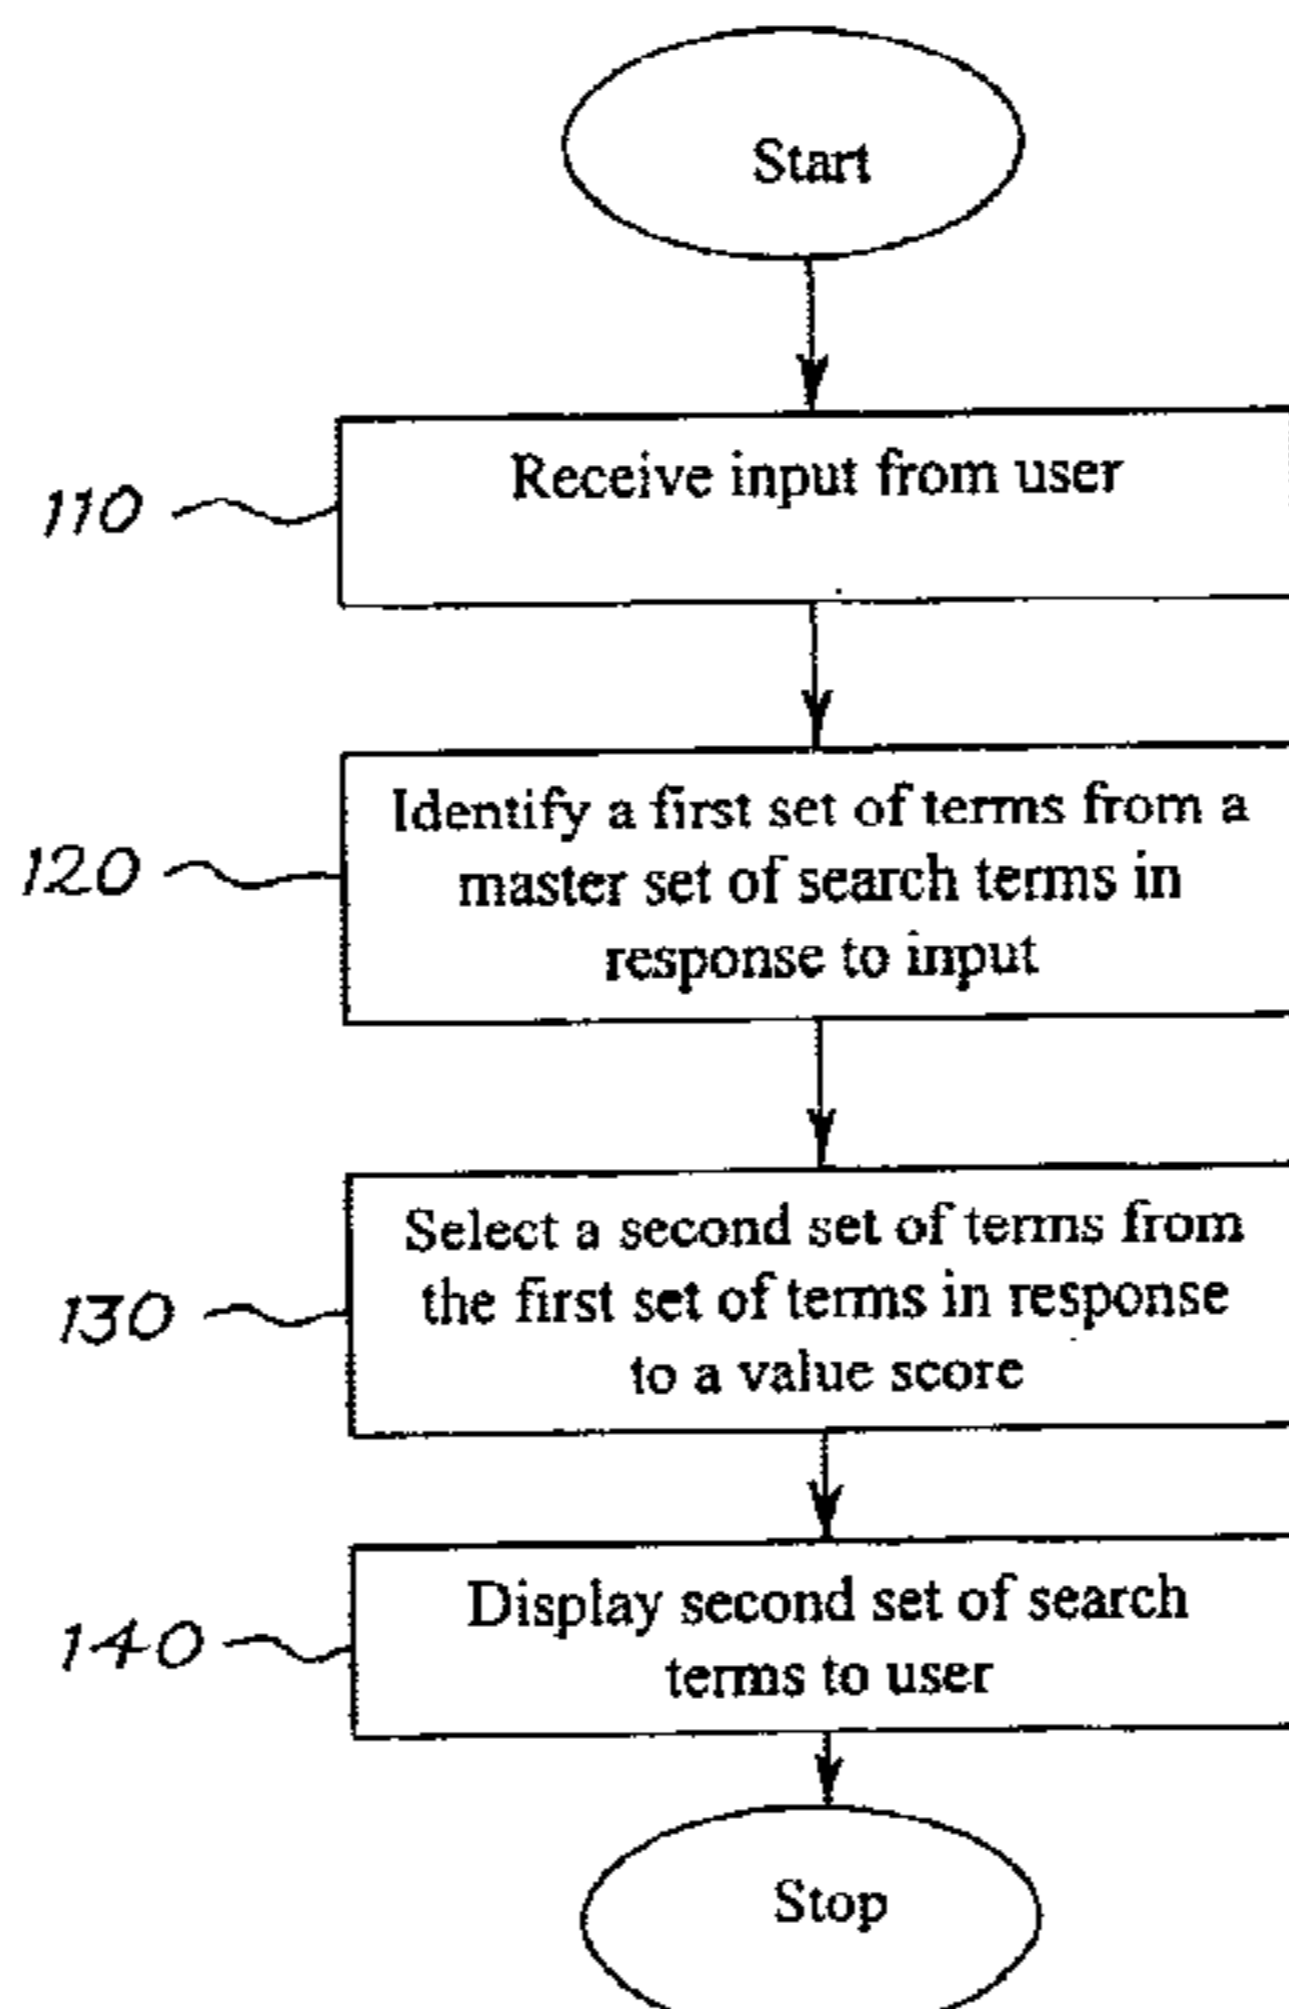 Start
110
Receive input from user
120
Identify a first set of terms from a
master set of search terms in
response to input
130
Select a second set of terms from
the first set of terms in response
to a value score
140
Display second set of search
terms to user
Stop